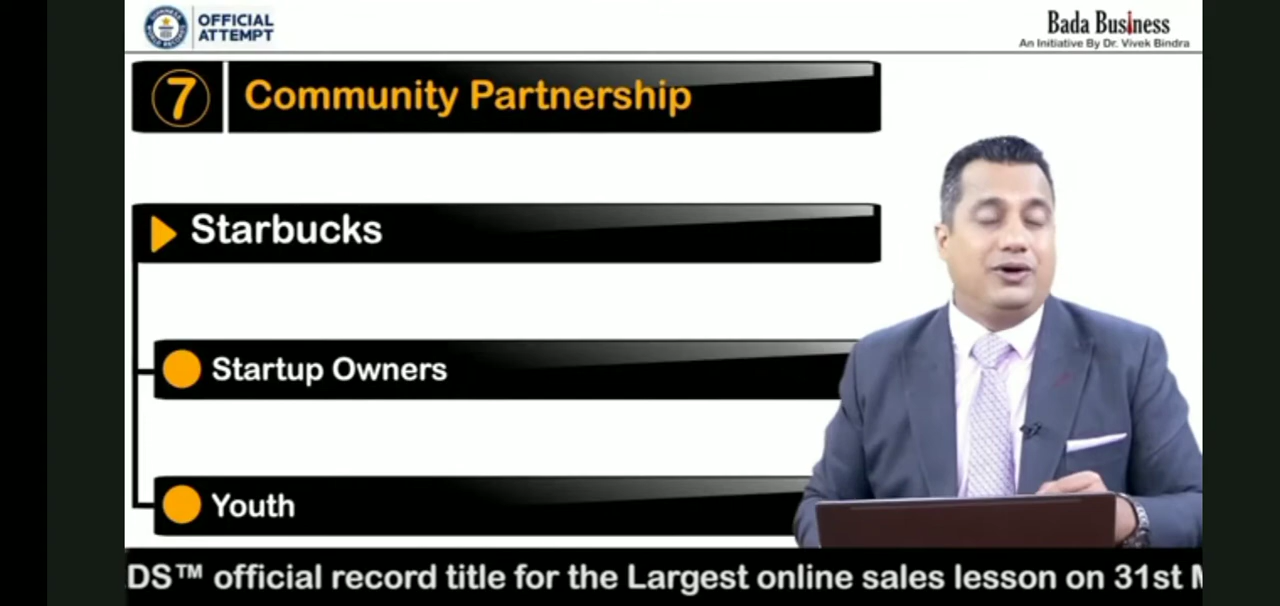 OFFICIAL
ATTEMPT
Bada Business
An Initiative By Dr. Vivek Bindra
7 Community Partnership
Starbucks
Startup Owners
Youth
DS™ official record title for the Largest online sales lesson on 31st